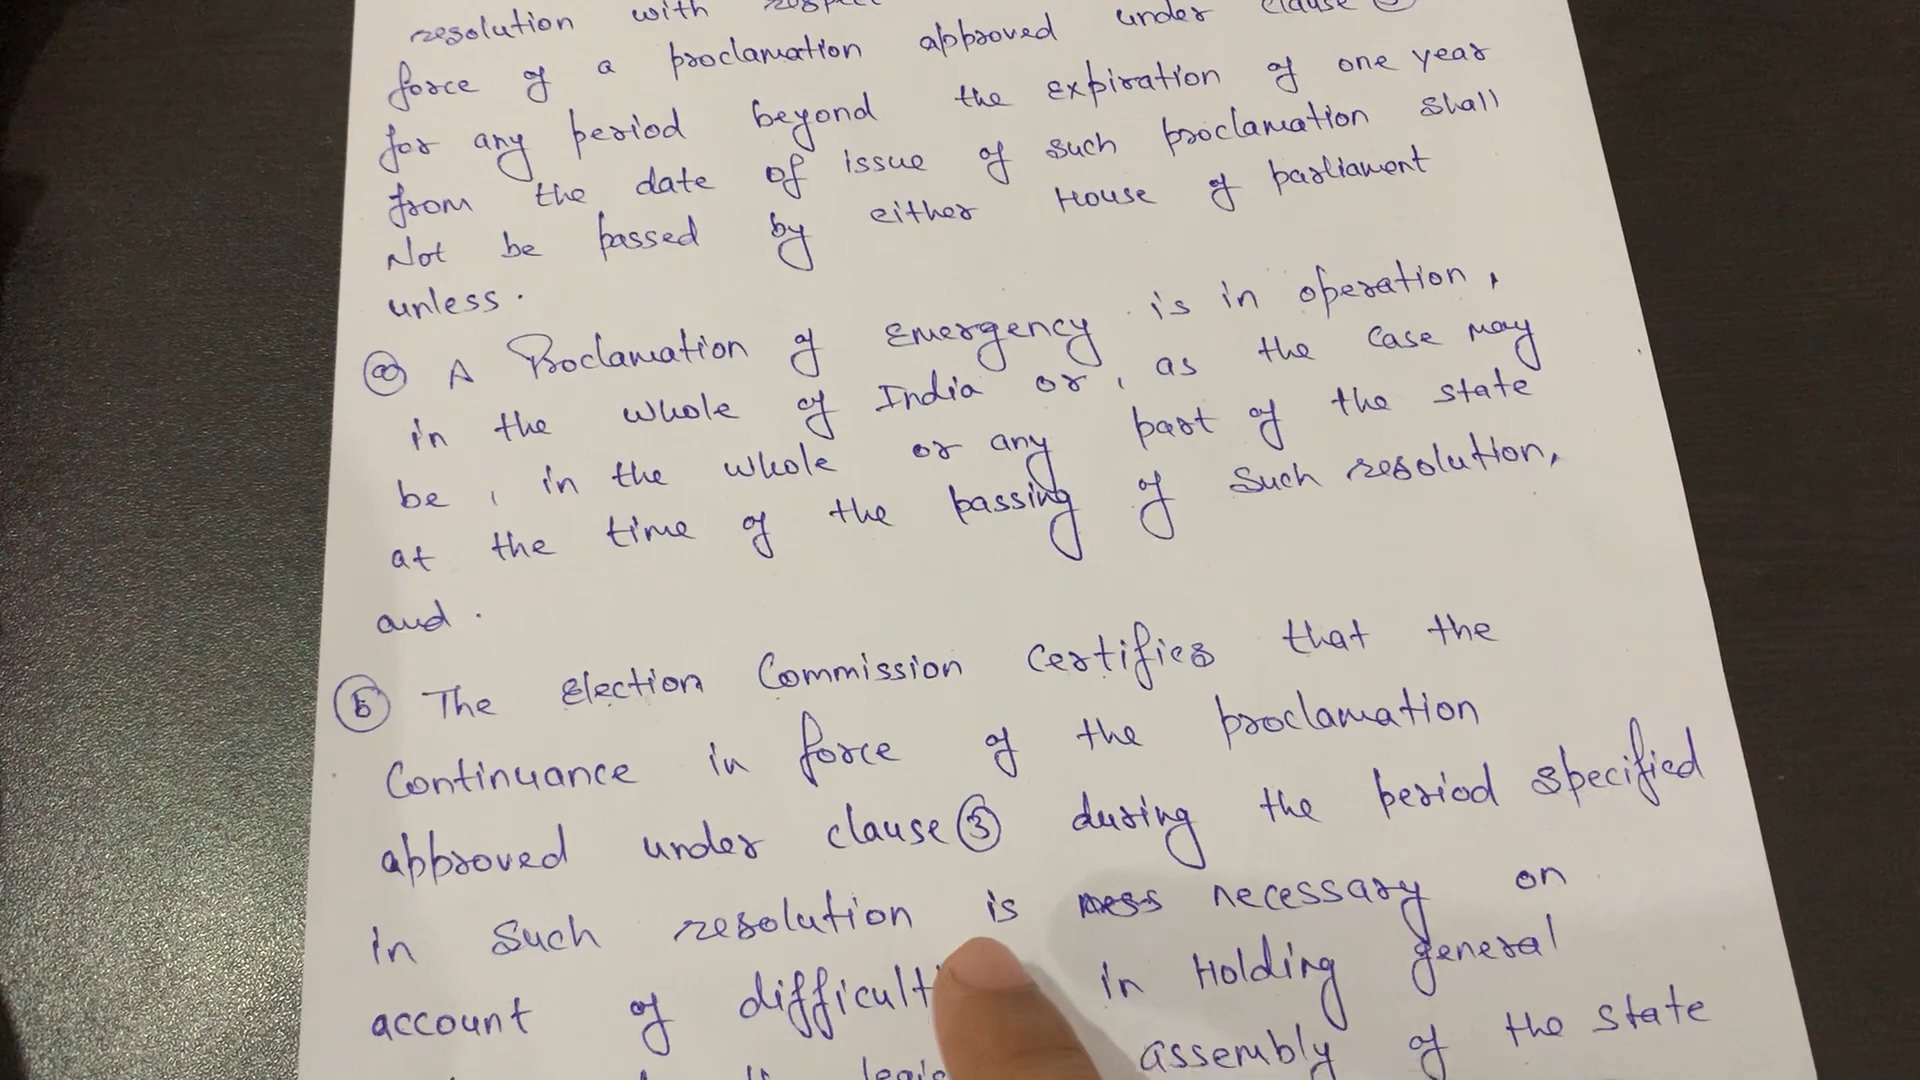 resolution with respect under clause
force of a proclamation approved
for any period beyond the expiration of one year
from the date of issue of such proclamation shall
Not be passed by either House of parliament
unless.
ⓐ A Proclamation of Emergency is in operation,
in the whole of India or, as the case may
be, in the whole or any part of the state
at the time of the passing of such resolution,
and.
ⓑ The Election Commission certifies that the
Continuance in force of the proclamation
approved under clause ③ during the period specified
in such resolution is necessary on
account of in Holding general
assembly of the state